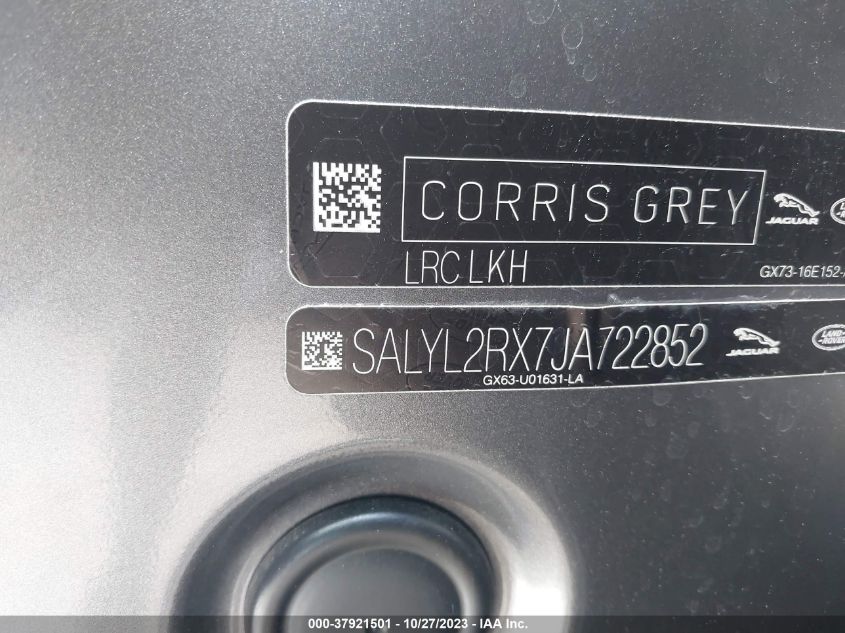 CORRIS GREY
JAGUAR
LRC LKH
GX73-16E152-
SALYL2RX7JA722852
JAGUAR
LAND-
ROVER
GX63-U01631-LA
000-37921501 - 10/27/2023 - IAA Inc.